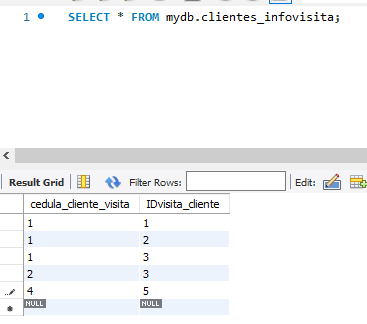 1 SELECT * FROM mydb.clientes_infovisita;
Result Grid Filter Rows: Edit:
cedula_cliente_visita IDvisita_cliente
1 1
1 2
1 3
2 3
4 5
NULL NULL